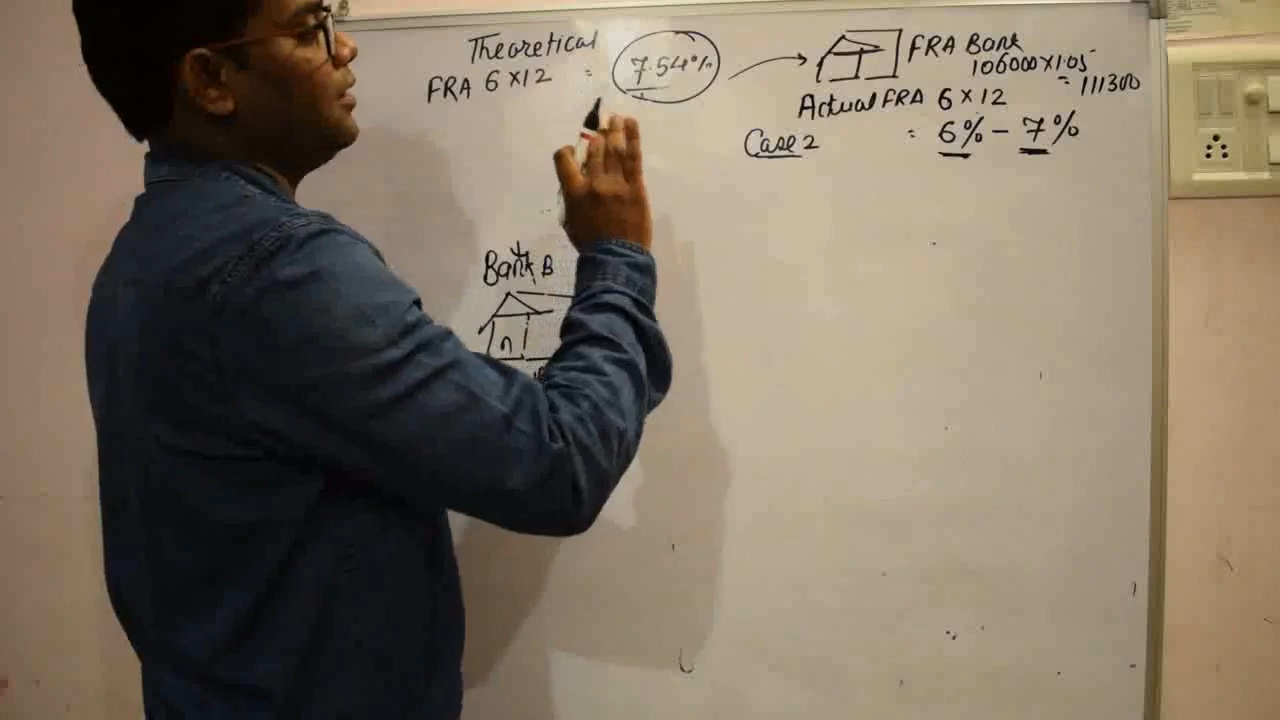 Theoretical
FRA 6 × 12 = 7.54%
FRA Bank
106000 × 1.05
= 111300
Actual FRA 6 × 12
Case 2 = 6% - 7%
Bank B